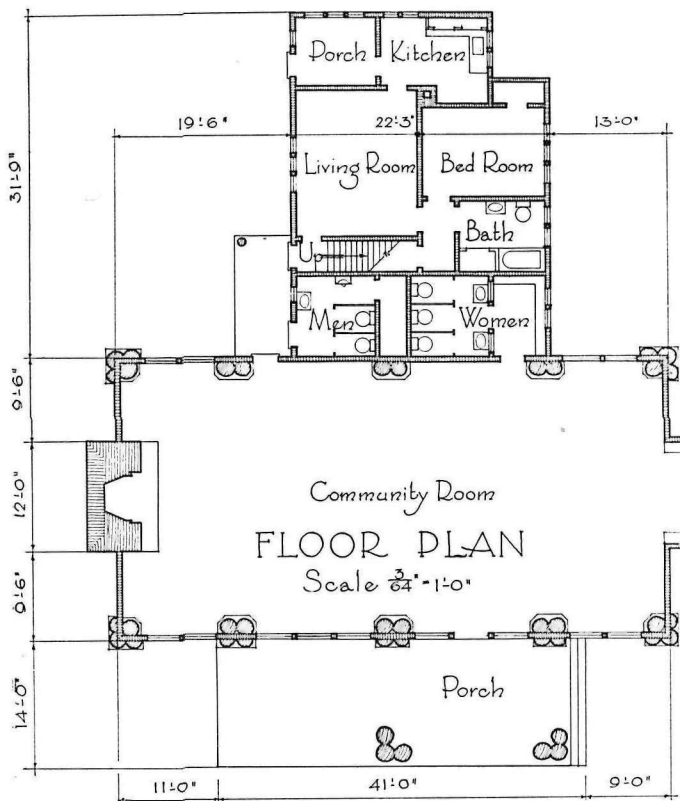 Porch Kitchen
19'-6" 22'-3" 13'-0"
31'-9"
Living Room Bed Room
Bath
Men Women
9'-6"
12'-0"
Community Room
FLOOR PLAN
Scale 3/64" = 1'-0"
9'-6"
14'-0"
Porch
11'-0" 41'-0" 9'-0"